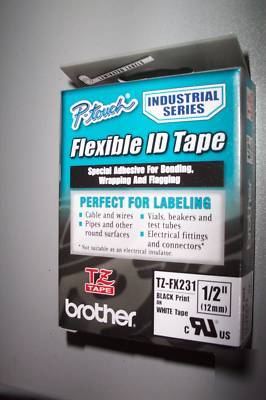 P-touch
INDUSTRIAL
SERIES
Flexible ID Tape
Special Adhesive For Bending,
Wrapping And Flagging
PERFECT FOR LABELING
• Cable and wires
• Pipes and other
round surfaces
• Vials, beakers and
test tubes
• Electrical fittings
and connectors*
* Not suitable as an electrical insulator.
TZ
TAPE
brother
TZ-FX231
BLACK Print
on
WHITE Tape
1/2"
(12mm)
C US